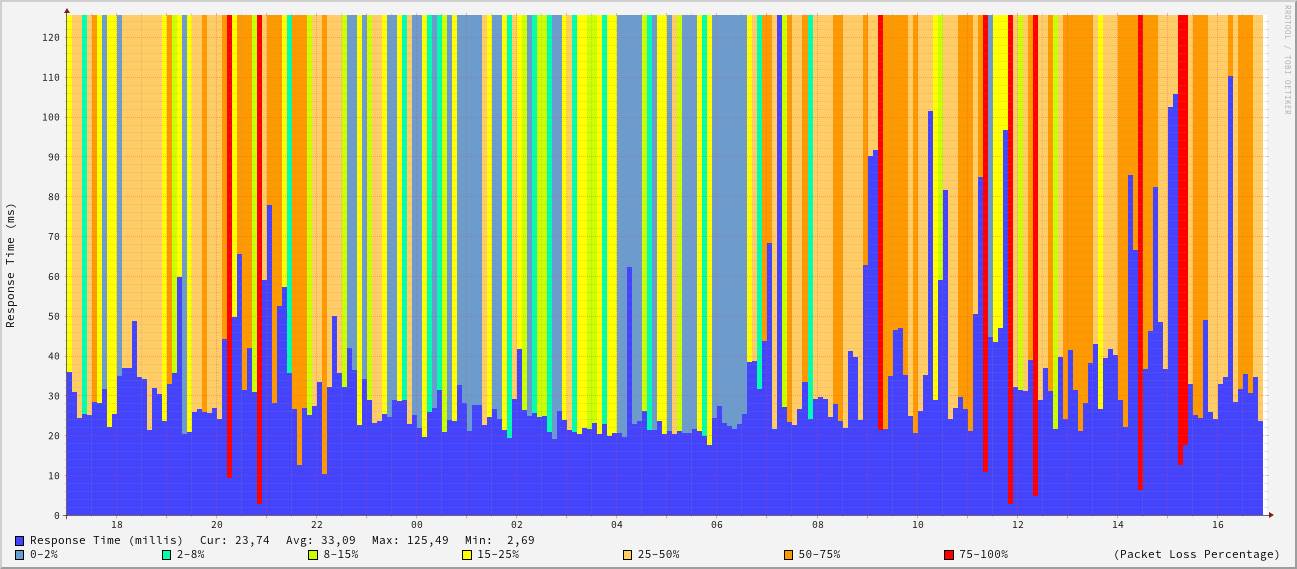 RRDTOOL / TOBI OETIKER
Response Time (ms)
120
110
100
90
80
70
60
50
40
30
20
10
0
18 20 22 00 02 04 06 08 10 12 14 16
Response Time (millis) Cur: 23,74 Avg: 33,09 Max: 125,49 Min: 2,69
0-2% 2-8% 8-15% 15-25% 25-50% 50-75% 75-100% (Packet Loss Percentage)